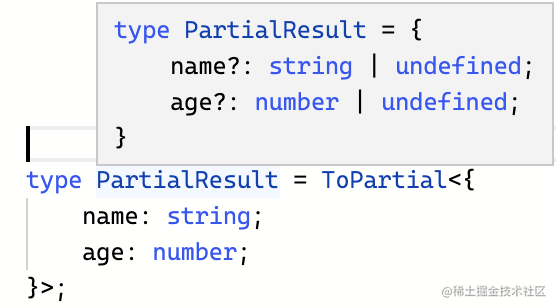 type PartialResult = {
    name?: string | undefined;
    age?: number | undefined;
}
type PartialResult = ToPartial<{
    name: string;
    age: number;
}>;
@稀土掘金技术社区